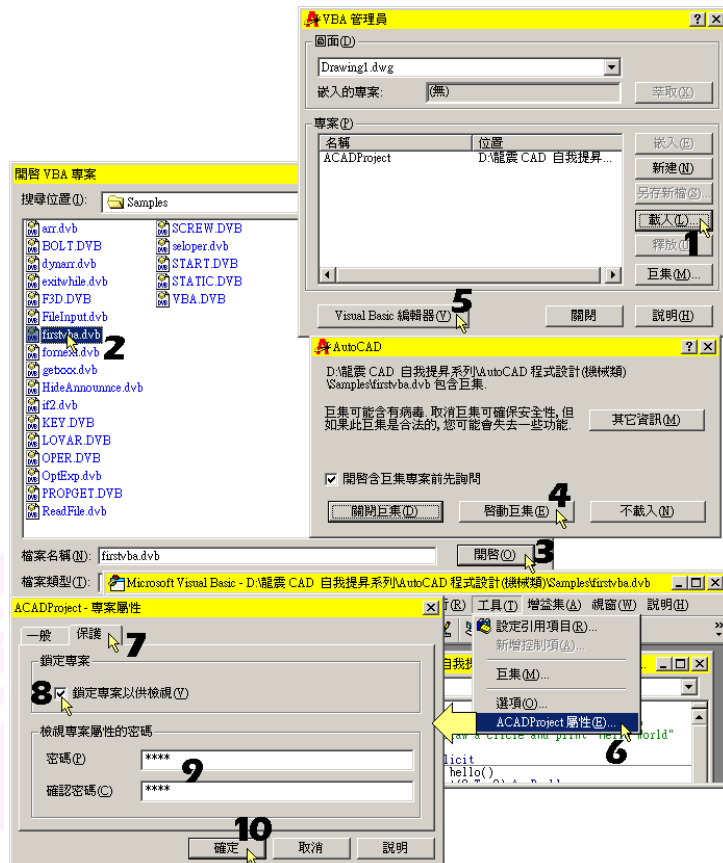 VBA 管理員
圖面(D)
Drawing1.dwg
嵌入的專案: (無) 萃取(X)
專案(P)
名稱 位置
ACADProject D:\龍震 CAD 自我提昇...
嵌入(E)
新建(N)
另存新檔(S)...
載入(L)...
1
釋放(U)
巨集(M)...
5
Visual Basic 編輯器(V) 關閉 說明(H)
開啓 VBA 專案
搜尋位置(I): Samples
arr.dvb
BOLT.DVB
dynarr.dvb
exitwhile.dvb
F3D.DVB
FileInput.dvb
firstvba.dvb
2
fornext.dvb
getxxx.dvb
HideAnnounnce.dvb
if2.dvb
KEY.DVB
LOVAR.DVB
OPER.DVB
OptExp.dvb
PROPGET.DVB
ReadFile.dvb
SCREW.DVB
seloper.dvb
START.DVB
STATIC.DVB
VBA.DVB
檔案名稱(N): firstvba.dvb 開啓(O) 3
檔案類型(T):
AutoCAD
D:\龍震 CAD 自我提昇系列\AutoCAD 程式設計(機械類)
\Samples\firstvba.dvb 包含巨集.
巨集可能含有病毒. 取消巨集可確保安全性, 但
如果此巨集是合法的, 您可能會失去一些功能.
其它資訊(M)
開啓含巨集專案前先詢問
4
關閉巨集(D) 啓動巨集(E) 不載入(N)
Microsoft Visual Basic - D:\龍震 CAD 自我提昇系列\AutoCAD 程式設計(機械類)\Samples\firstvba.dvb
(R) 工具(T) 增益集(A) 視窗(W) 說明(H)
設定引用項目(R)...
新增控制項(A)...
巨集(M)...
選項(O)...
ACADProject 屬性(E)...
6
circle and print "Hello World"
licit
hello()
ACADProject - 專案屬性
一般 保護 7
鎖定專案
8 鎖定專案以供檢視(V)
檢視專案屬性的密碼
密碼(P) ****
9
確認密碼(C) ****
10
確定 取消 說明